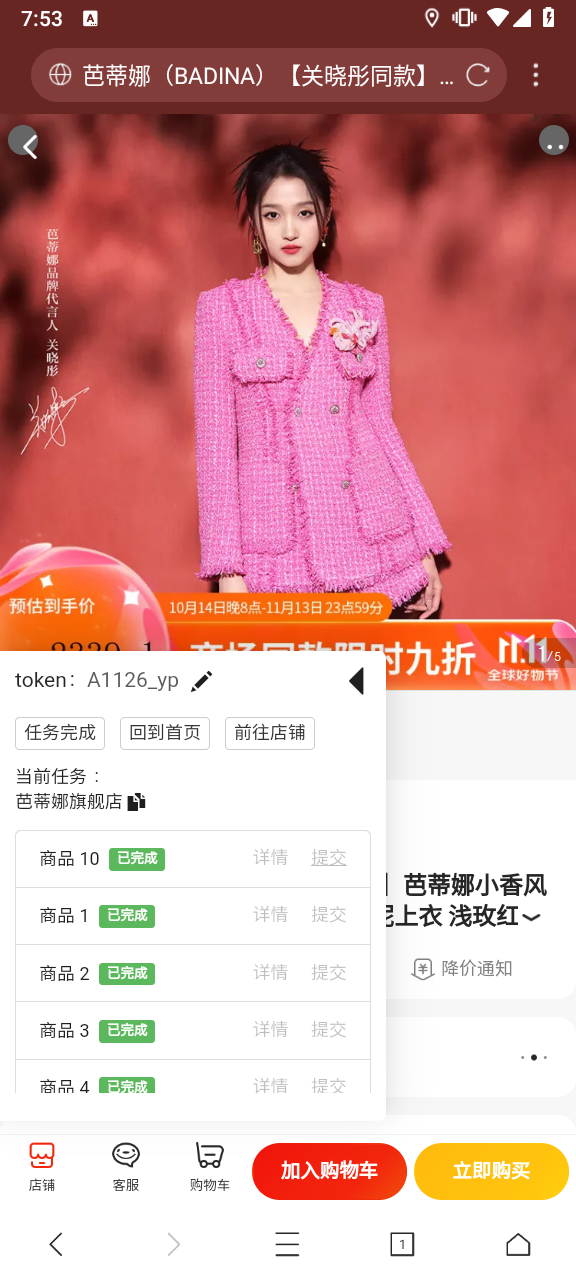 7:53
A
芭蒂娜（BADINA）【关晓彤同款】...
芭蒂娜品牌代言人 关晓彤
预估到手价
10月14日晚8点-11月13日 23点59分
商场同款限时九折
11.11
全球好物节
1/5
token: A1126_yp
任务完成
回到首页
前往店铺
当前任务：
芭蒂娜旗舰店
商品 10 已完成 详情 提交
商品 1 已完成 详情 提交
商品 2 已完成 详情 提交
商品 3 已完成 详情 提交
商品 4 已完成 详情 提交
芭蒂娜小香风
呢上衣 浅玫红
降价通知
店铺
客服
购物车
加入购物车
立即购买
1